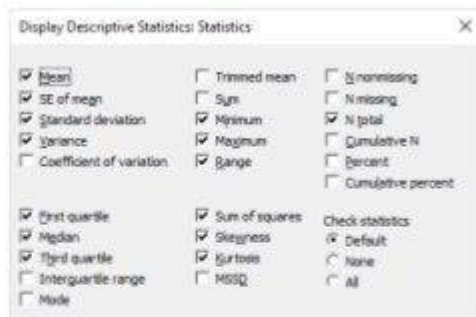 Display Descriptive Statistics: Statistics
Mean
SE of mean
Standard deviation
Variance
Coefficient of variation
Trimmed mean
Sum
Minimum
Maximum
Range
N nonmissing
N missing
N total
Cumulative N
Percent
Cumulative percent
First quartile
Median
Third quartile
Interquartile range
Mode
Sum of squares
Skewness
Kurtosis
MSSD
Check statistics
Default
None
All